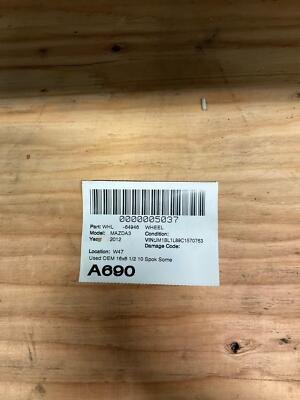 0000005037
Part: WHL -64946 WHEEL
Model: MAZDA3 Condition:
Year: 2012 VIN:JM1BL1L89C1570763
Damage Code:
Location: W47
Used OEM 16x6 1/2 10 Spok Some
A690